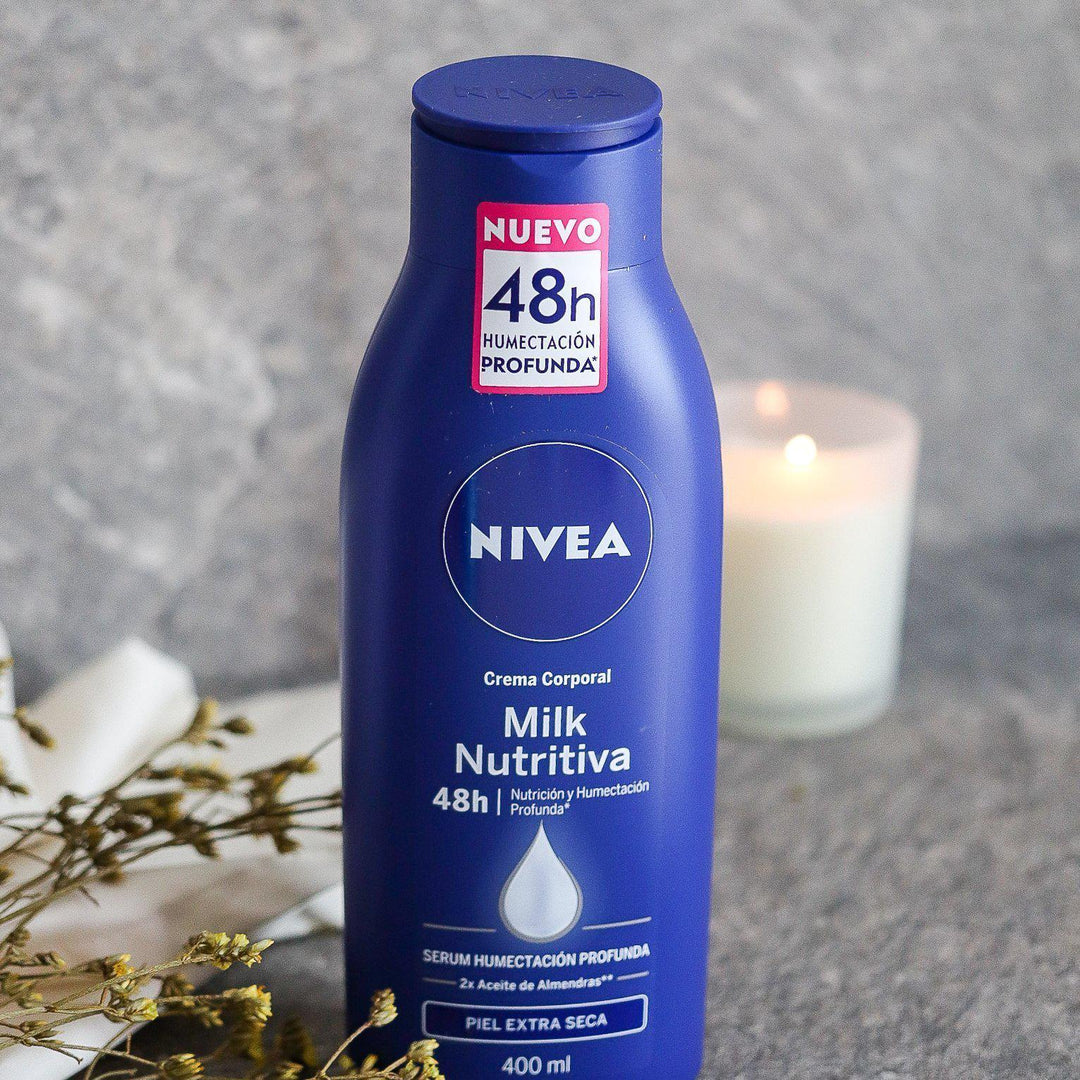 NIVEA
NUEVO
48h
HUMECTACIÓN
PROFUNDA*
NIVEA
Crema Corporal
Milk
Nutritiva
48h | Nutrición y Humectación
Profunda*
SERUM HUMECTACIÓN PROFUNDA
2x Aceite de Almendras**
PIEL EXTRA SECA
400 ml